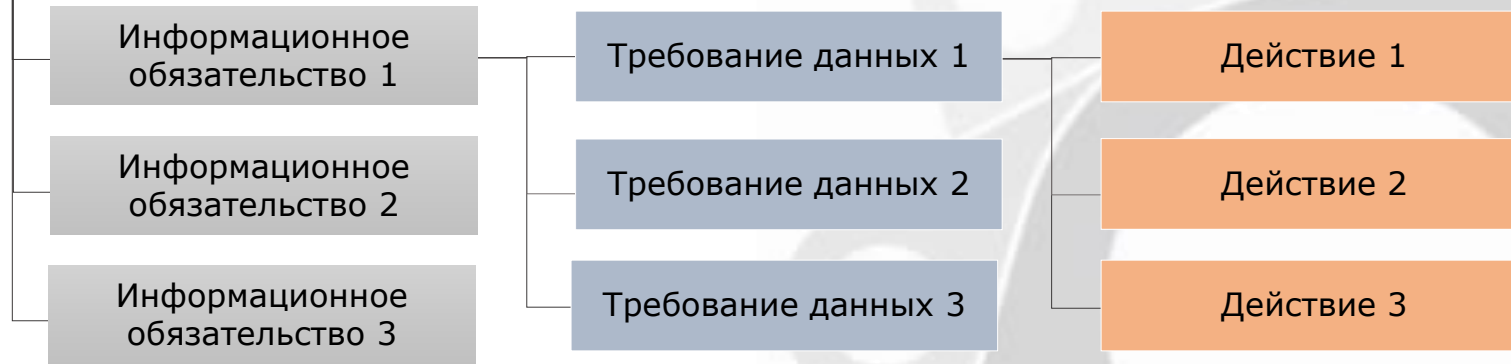 Информационное
обязательство 1
Требование данных 1
Действие 1
Информационное
обязательство 2
Требование данных 2
Действие 2
Информационное
обязательство 3
Требование данных 3
Действие 3